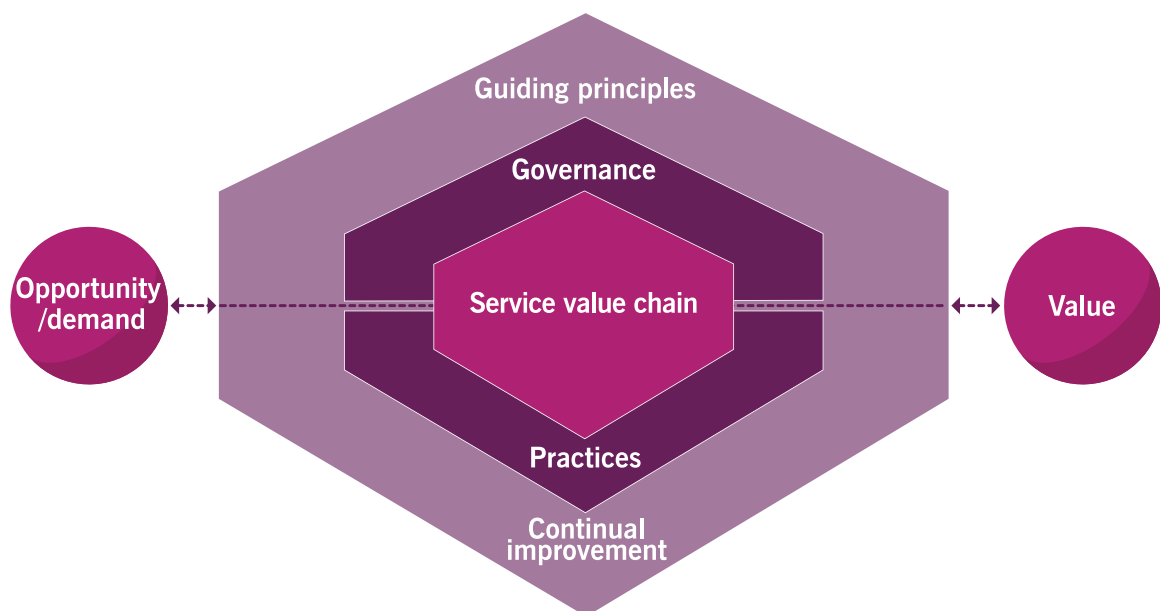 Guiding principles
Governance
Opportunity
/demand
Service value chain
Value
Practices
Continual
improvement